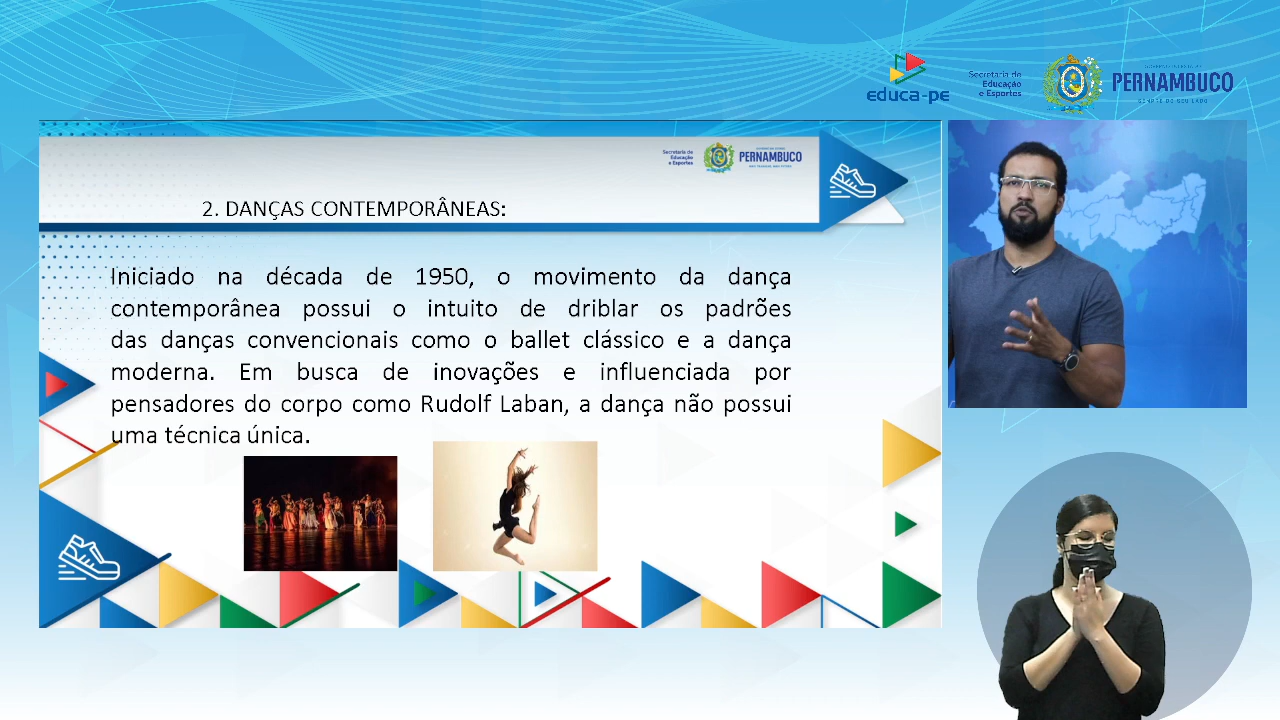 educa-pe
Secretaria de
Educação
e Esportes
PERNAMBUCO
Secretaria de
Educação
e Esportes
PERNAMBUCO
2. DANÇAS CONTEMPORÂNEAS:
Iniciado na década de 1950, o movimento da dança
contemporânea possui o intuito de driblar os padrões
das danças convencionais como o ballet clássico e a dança
moderna. Em busca de inovações e influenciada por
pensadores do corpo como Rudolf Laban, a dança não possui
uma técnica única.